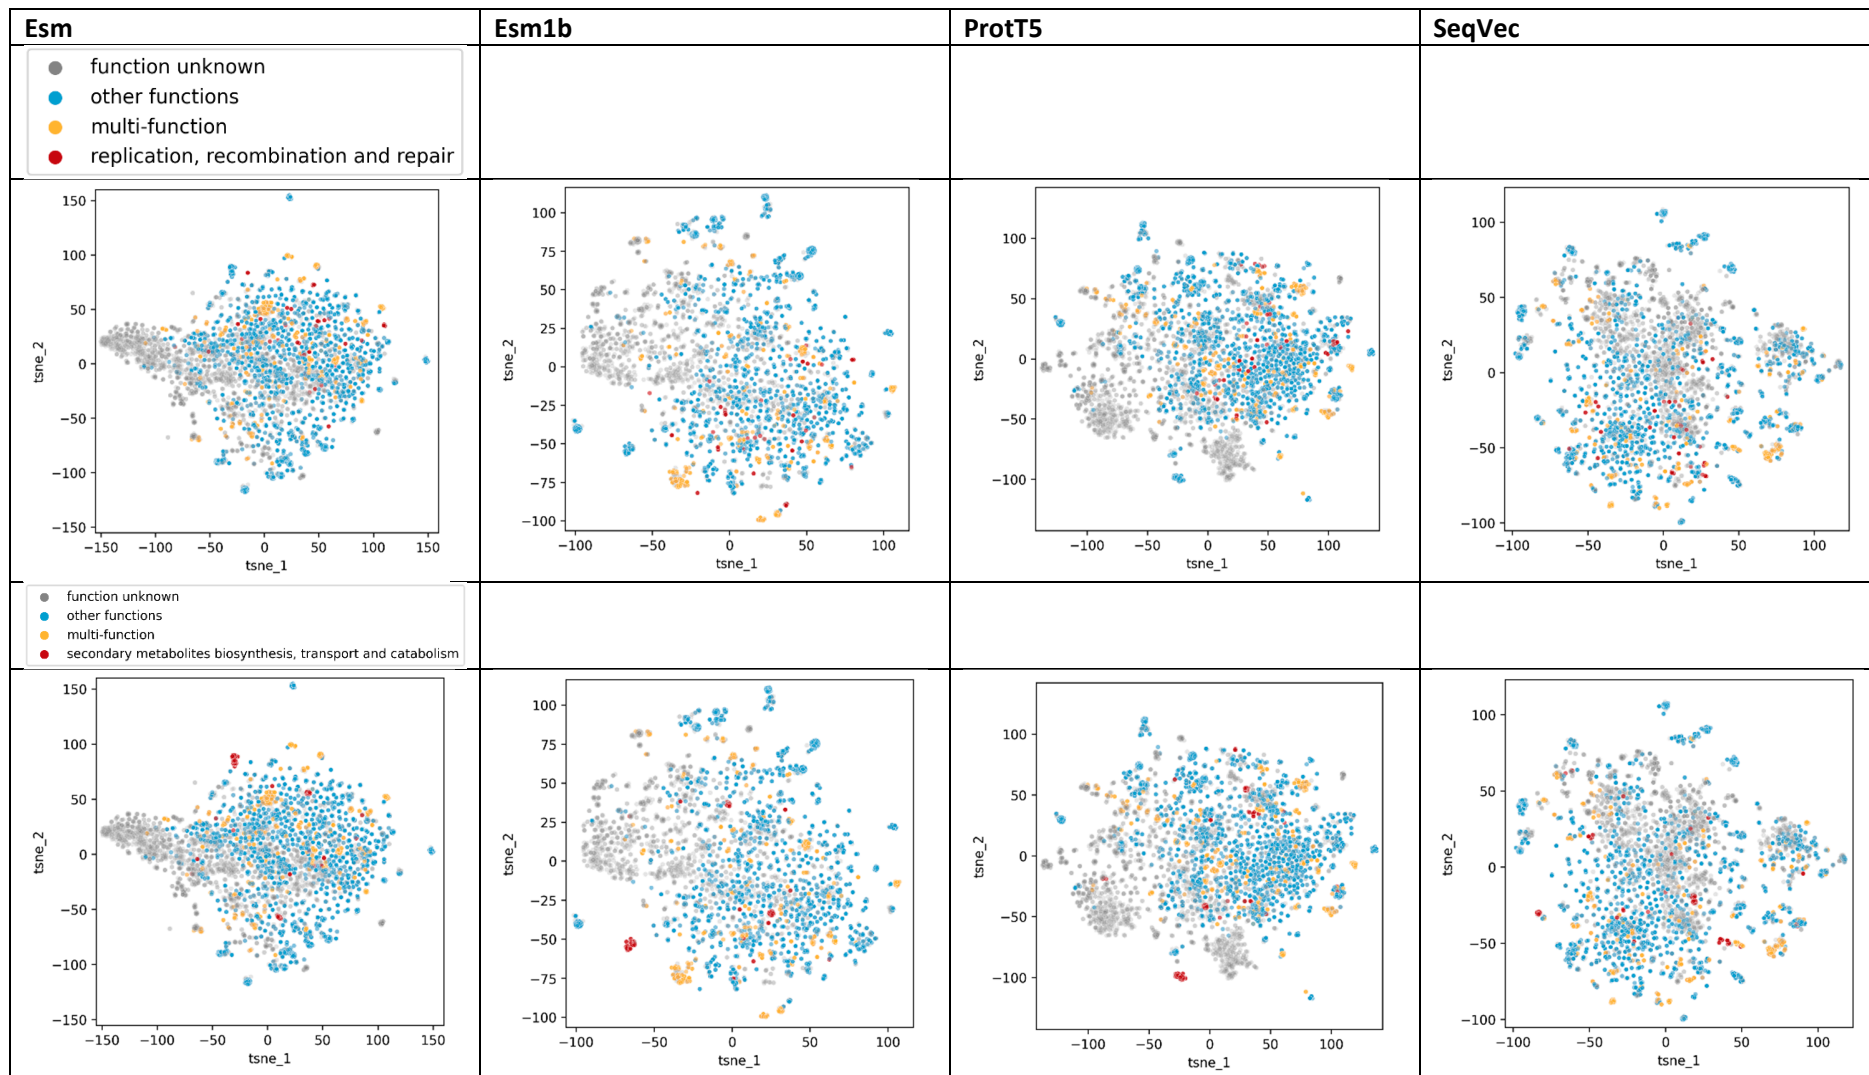 Esm Esm1b ProtT5 SeqVec
function unknown
other functions
multi-function
replication, recombination and repair
150
100
50
0
−50
−100
−150
tsne_2
−150 −100 −50 0 50 100 150
tsne_1
100
75
50
25
0
−25
−50
−75
−100
tsne_2
−100 −50 0 50 100
tsne_1
100
50
0
−50
−100
tsne_2
−100 −50 0 50 100
tsne_1
100
50
0
−50
−100
tsne_2
−100 −50 0 50 100
tsne_1
function unknown
other functions
multi-function
secondary metabolites biosynthesis, transport and catabolism
150
100
50
0
−50
−100
−150
tsne_2
−150 −100 −50 0 50 100 150
tsne_1
100
75
50
25
0
−25
−50
−75
−100
tsne_2
−100 −50 0 50 100
tsne_1
100
50
0
−50
−100
tsne_2
−100 −50 0 50 100
tsne_1
100
50
0
−50
−100
tsne_2
−100 −50 0 50 100
tsne_1